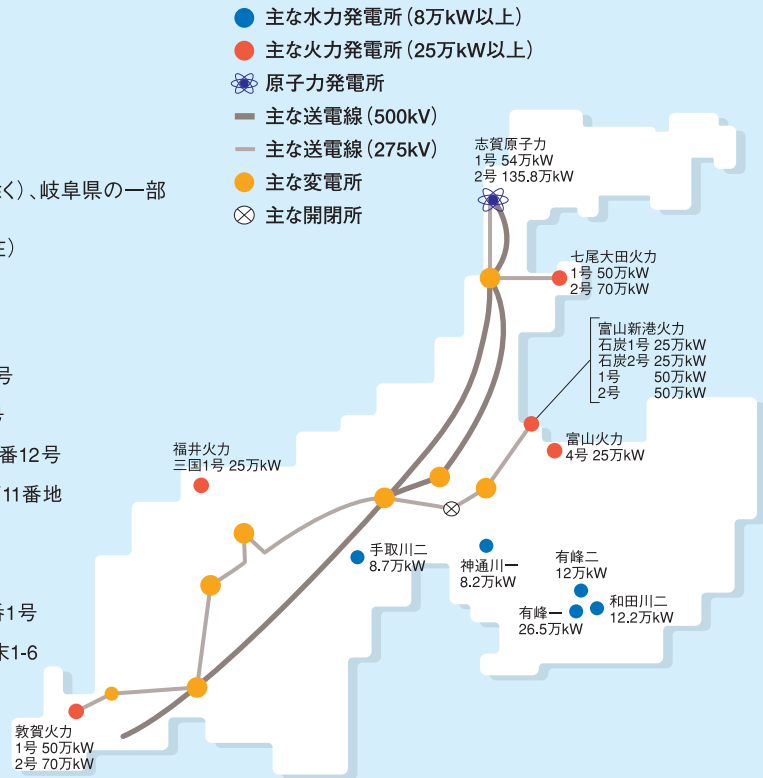 主な水力発電所(8万kW以上)
主な火力発電所(25万kW以上)
原子力発電所
主な送電線(500kV)
主な送電線(275kV)
主な変電所
主な開閉所
く)、岐阜県の一部
)
号
番12号
11番地
番1号
末1-6
志賀原子力
1号 54万kW
2号 135.8万kW
七尾大田火力
1号 50万kW
2号 70万kW
富山新港火力
石炭1号 25万kW
石炭2号 25万kW
1号 50万kW
2号 50万kW
富山火力
4号 25万kW
福井火力
三国1号 25万kW
手取川二
8.7万kW
神通川一
8.2万kW
有峰二
12万kW
和田川二
12.2万kW
有峰一
26.5万kW
敦賀火力
1号 50万kW
2号 70万kW